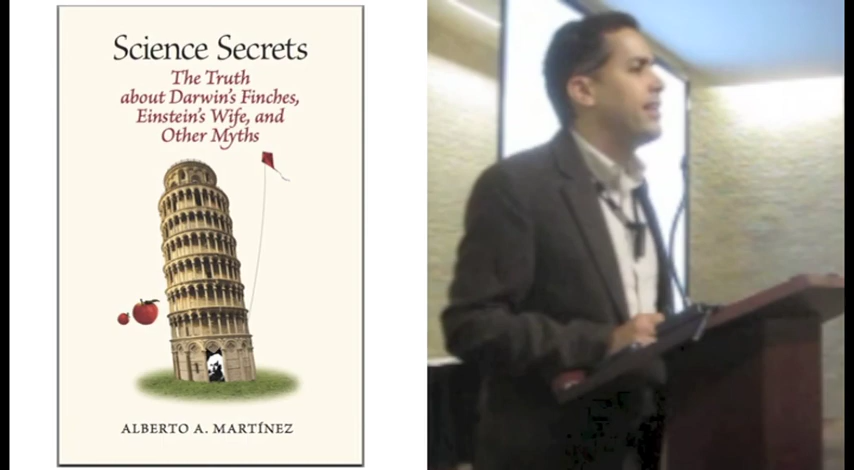 Science Secrets
The Truth
about Darwin's Finches,
Einstein's Wife, and
Other Myths
ALBERTO A. MARTÍNEZ